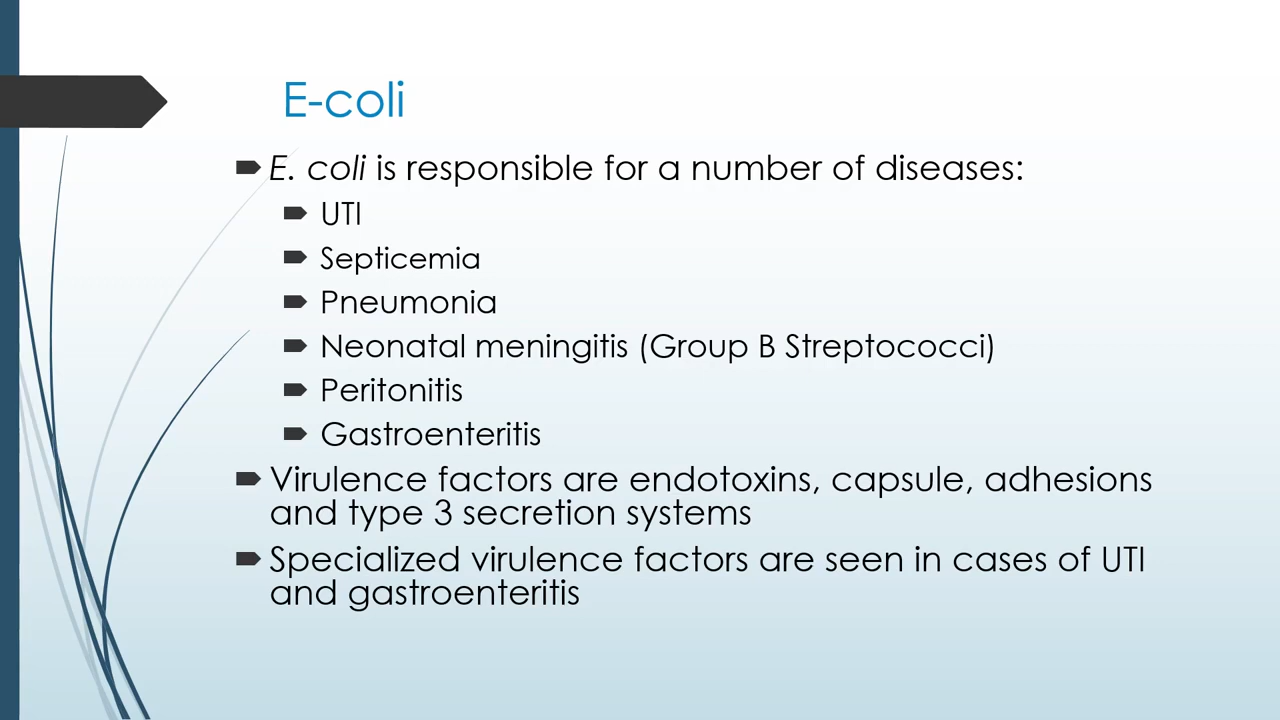 E-coli
E. coli is responsible for a number of diseases:
UTI
Septicemia
Pneumonia
Neonatal meningitis (Group B Streptococci)
Peritonitis
Gastroenteritis
Virulence factors are endotoxins, capsule, adhesions
and type 3 secretion systems
Specialized virulence factors are seen in cases of UTI
and gastroenteritis